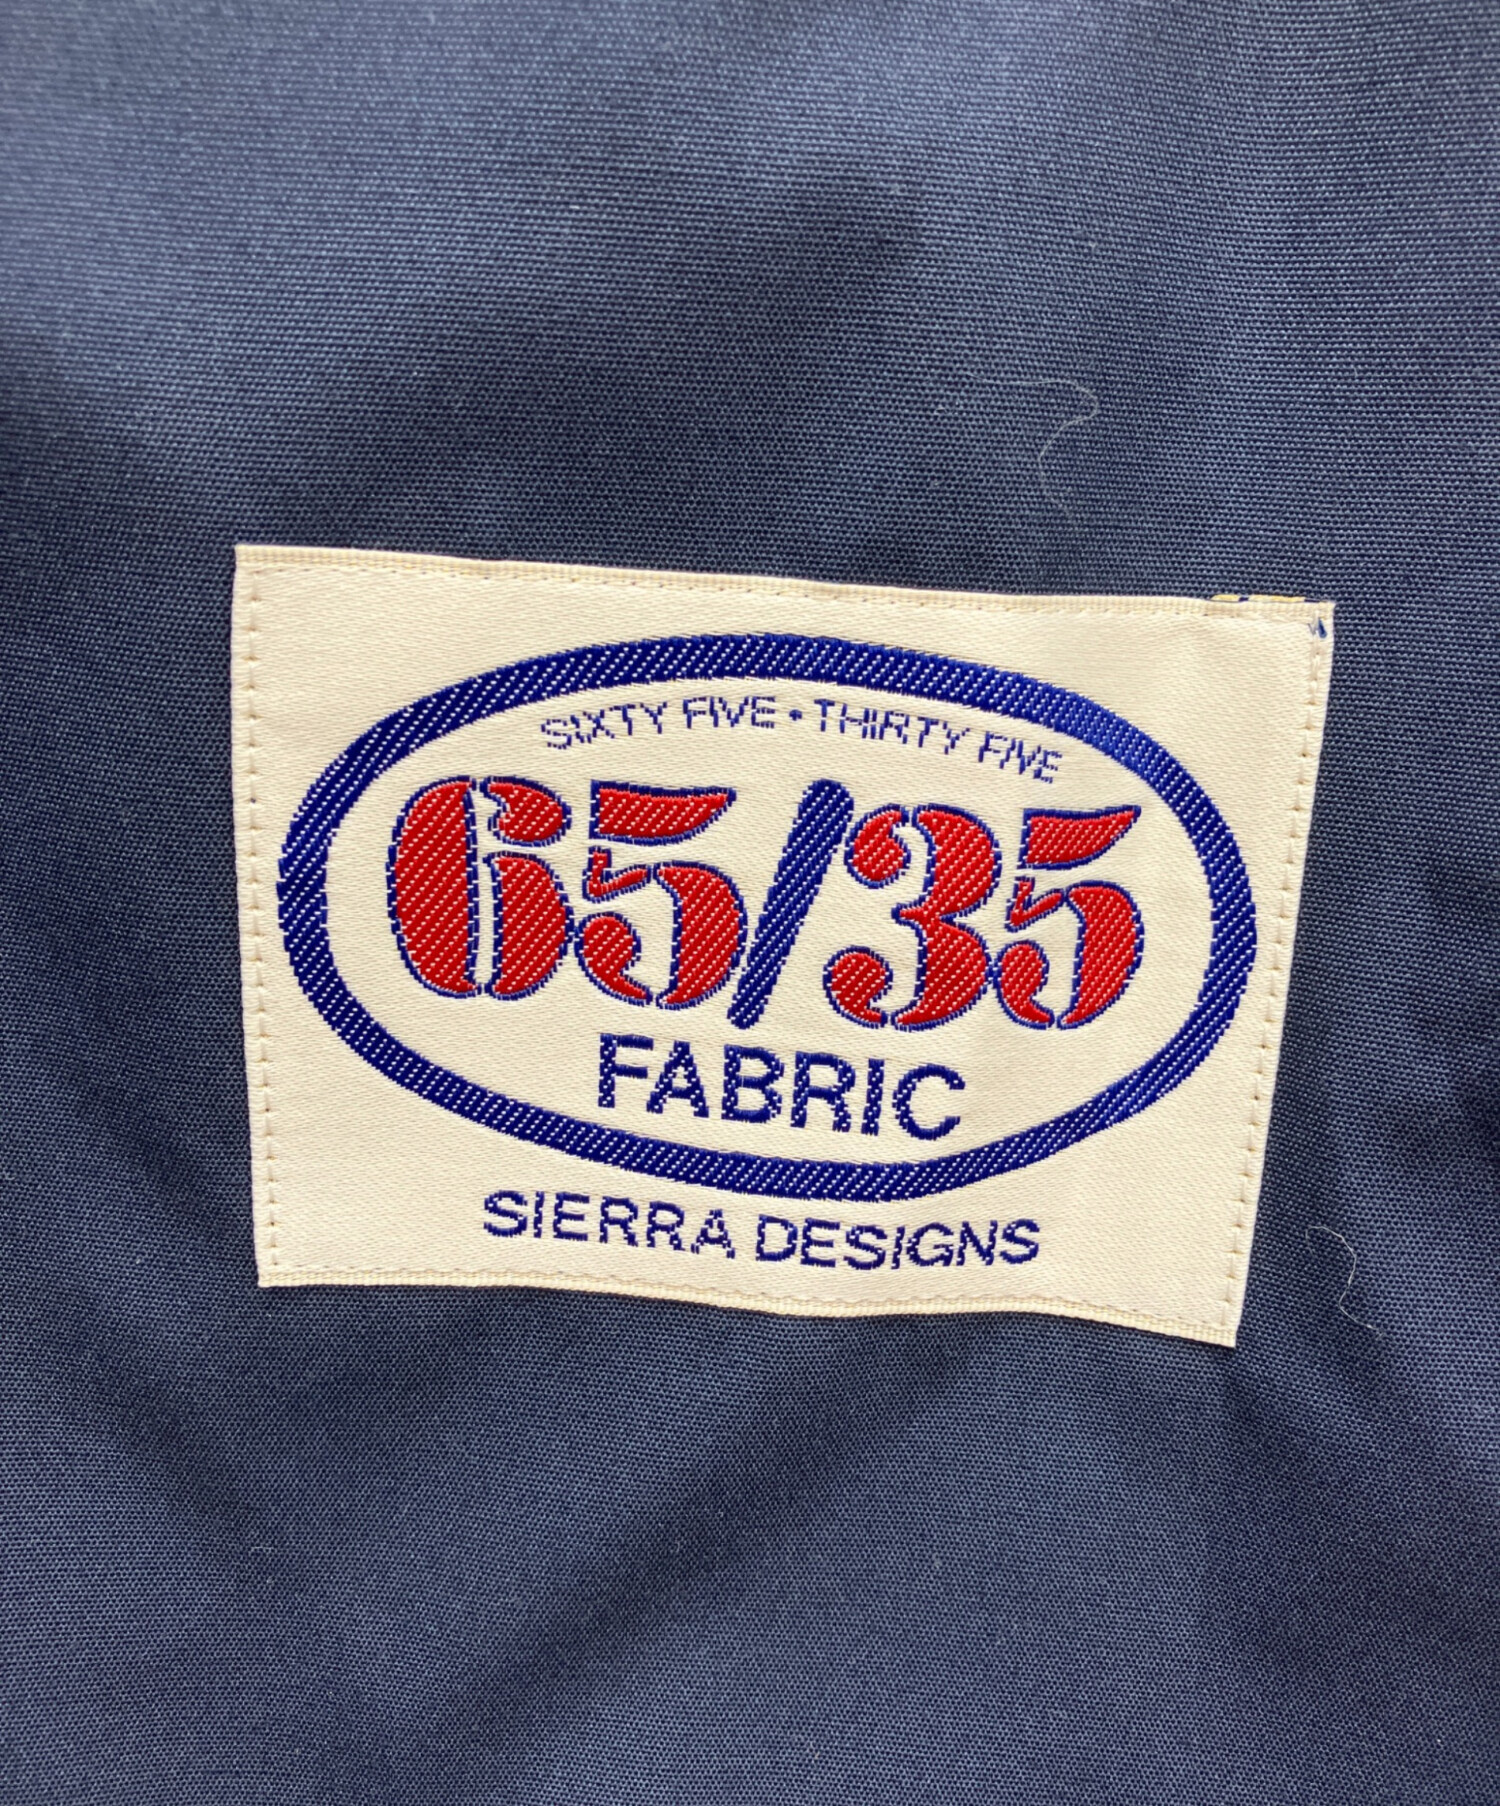 SIXTY FIVE • THIRTY FIVE
65/35
FABRIC
SIERRA DESIGNS